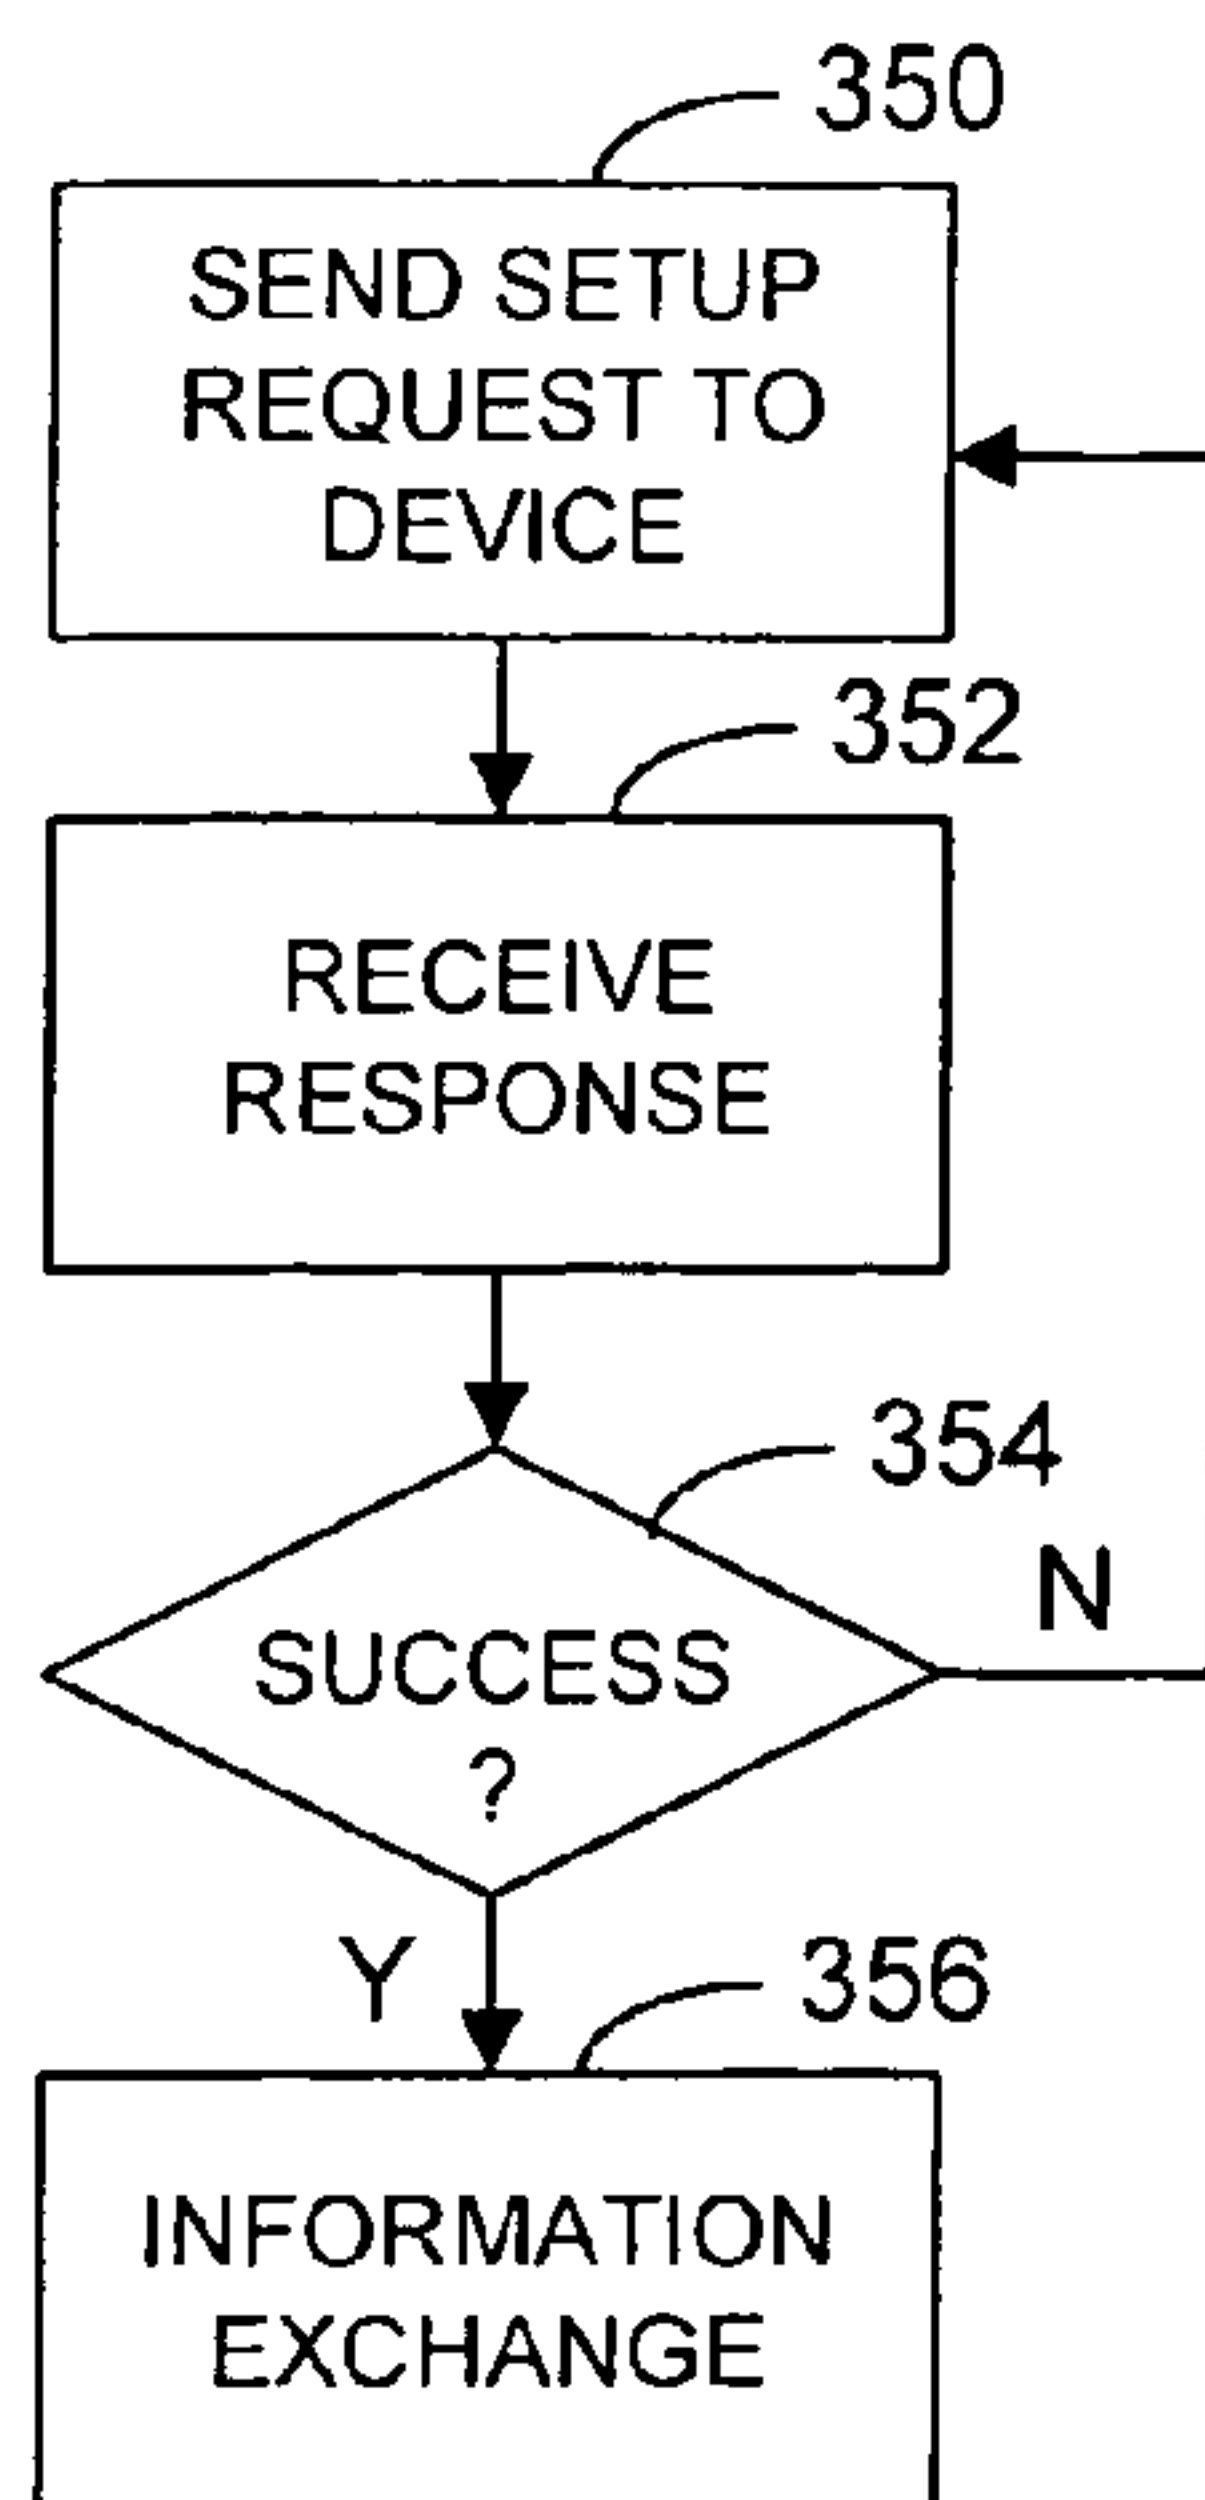 350
SEND SETUP
REQUEST TO
DEVICE
352
RECEIVE
RESPONSE
354
N
SUCCESS
?
Y
356
INFORMATION
EXCHANGE